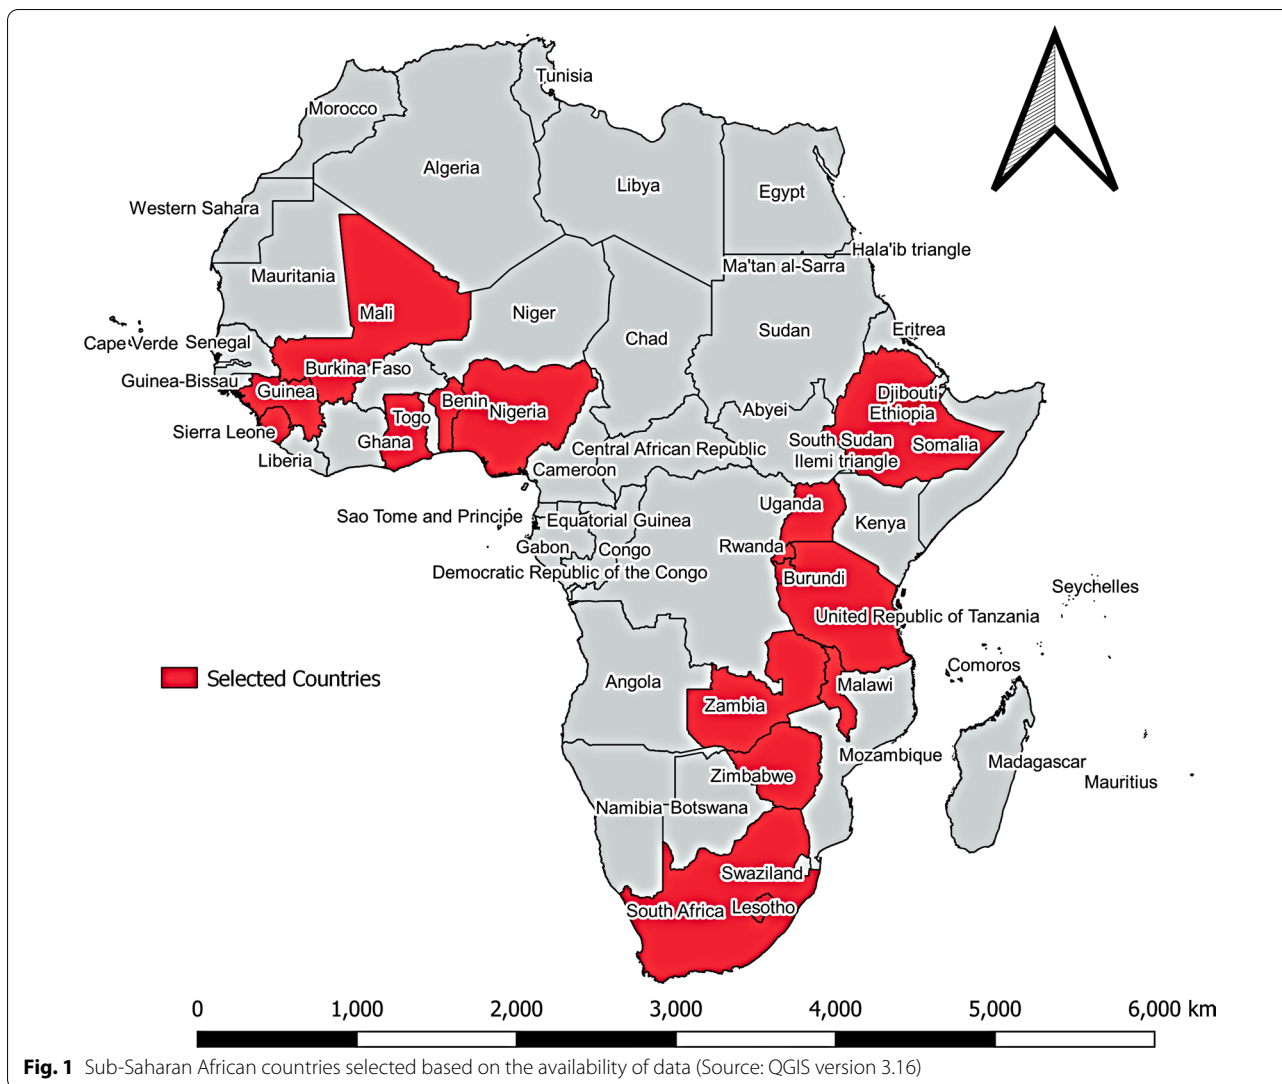 Tunisia
Morocco
Algeria
Libya
Egypt
Western Sahara
Hala'ib triangle
Ma'tan al-Sarra
Mauritania
Mali
Niger
Chad
Sudan
Eritrea
Cape Verde
Senegal
Burkina Faso
Guinea-Bissau
Guinea
Djibouti
Benin
Togo
Nigeria
Abyei
Ethiopia
Sierra Leone
Ghana
South Sudan
Somalia
Central African Republic
Liberia
Ilemi triangle
Cameroon
Uganda
Sao Tome and Principe
Equatorial Guinea
Kenya
Gabon
Congo
Rwanda
Democratic Republic of the Congo
Burundi
Seychelles
United Republic of Tanzania
Comoros
Selected Countries
Angola
Malawi
Zambia
Mozambique
Madagascar
Zimbabwe
Mauritius
Namibia
Botswana
Swaziland
South Africa
Lesotho
0 1,000 2,000 3,000 4,000 5,000 6,000 km
Fig. 1 Sub-Saharan African countries selected based on the availability of data (Source: QGIS version 3.16)